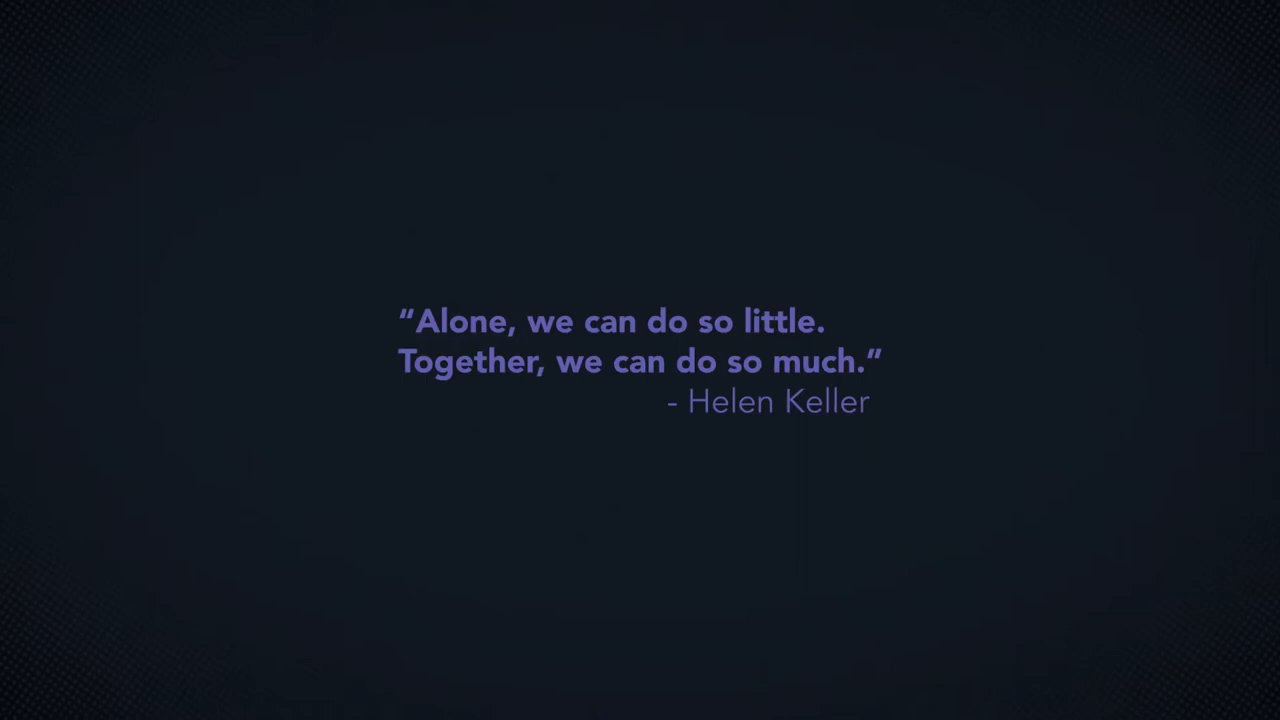 “Alone, we can do so little.
Together, we can do so much.”
- Helen Keller